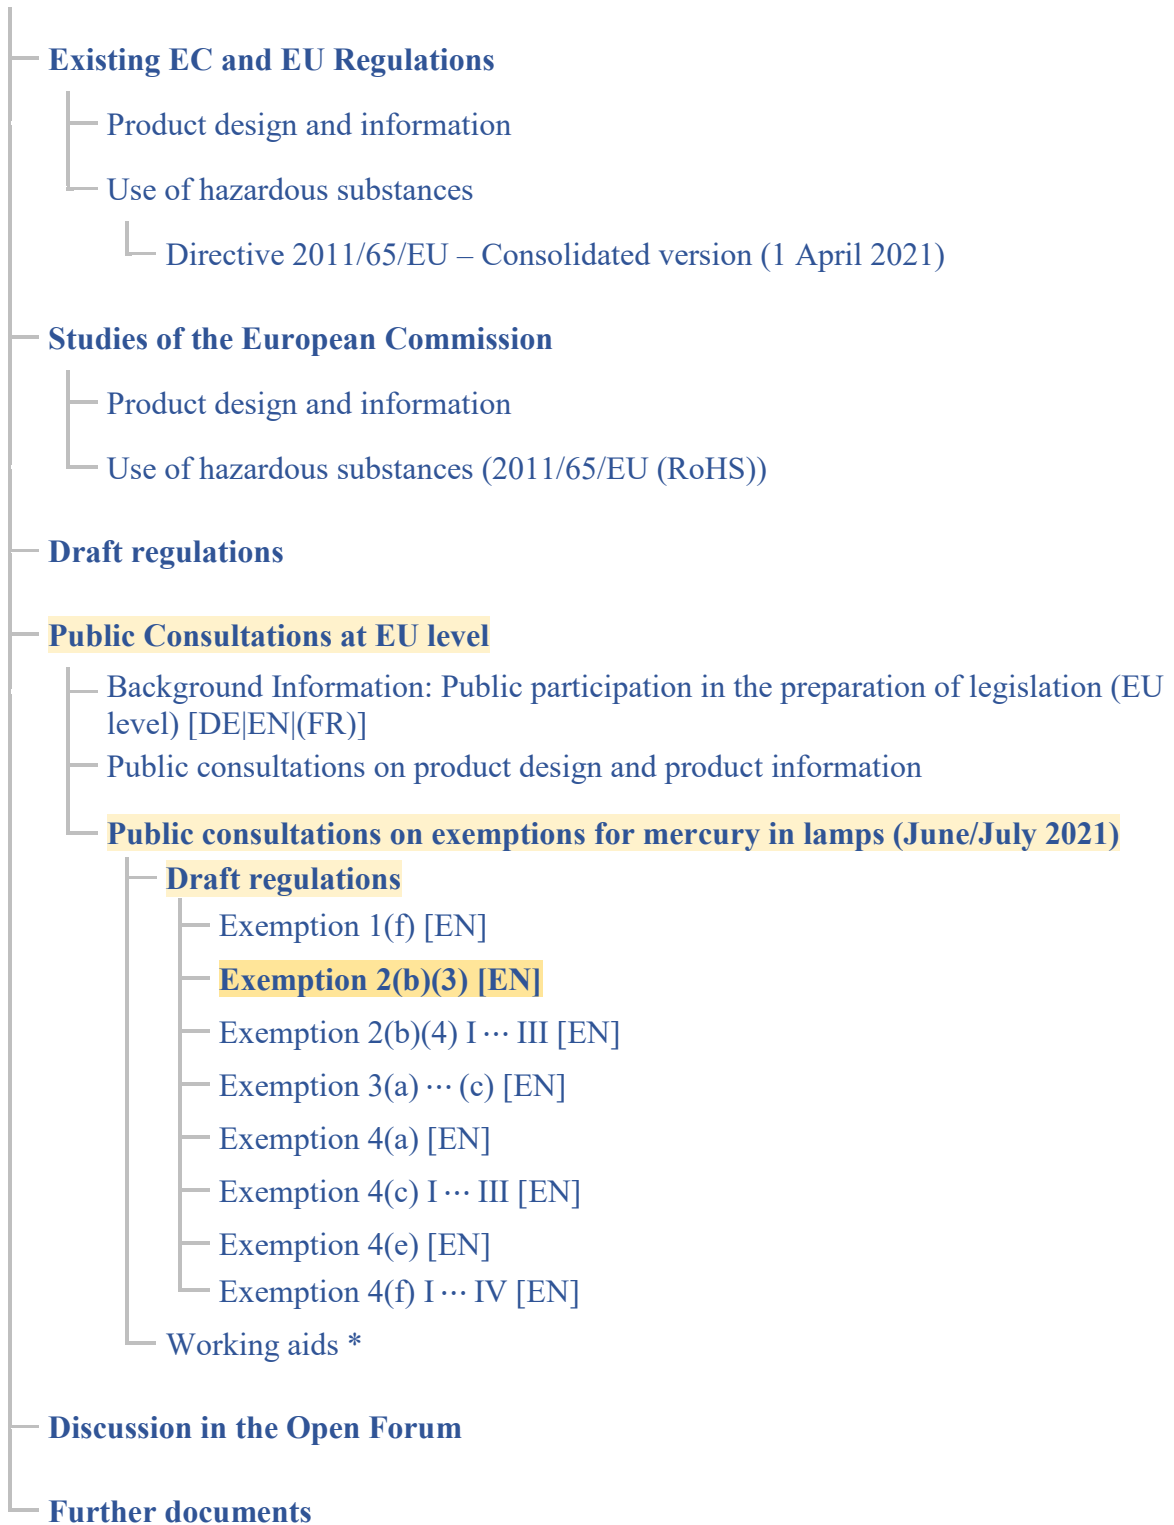 Existing EC and EU Regulations
Product design and information
Use of hazardous substances
Directive 2011/65/EU – Consolidated version (1 April 2021)
Studies of the European Commission
Product design and information
Use of hazardous substances (2011/65/EU (RoHS))
Draft regulations
Public Consultations at EU level
Background Information: Public participation in the preparation of legislation (EU
level) [DE|EN|(FR)]
Public consultations on product design and product information
Public consultations on exemptions for mercury in lamps (June/July 2021)
Draft regulations
Exemption 1(f) [EN]
Exemption 2(b)(3) [EN]
Exemption 2(b)(4) I ⋯ III [EN]
Exemption 3(a) ⋯ (c) [EN]
Exemption 4(a) [EN]
Exemption 4(c) I ⋯ III [EN]
Exemption 4(e) [EN]
Exemption 4(f) I ⋯ IV [EN]
Working aids *
Discussion in the Open Forum
Further documents